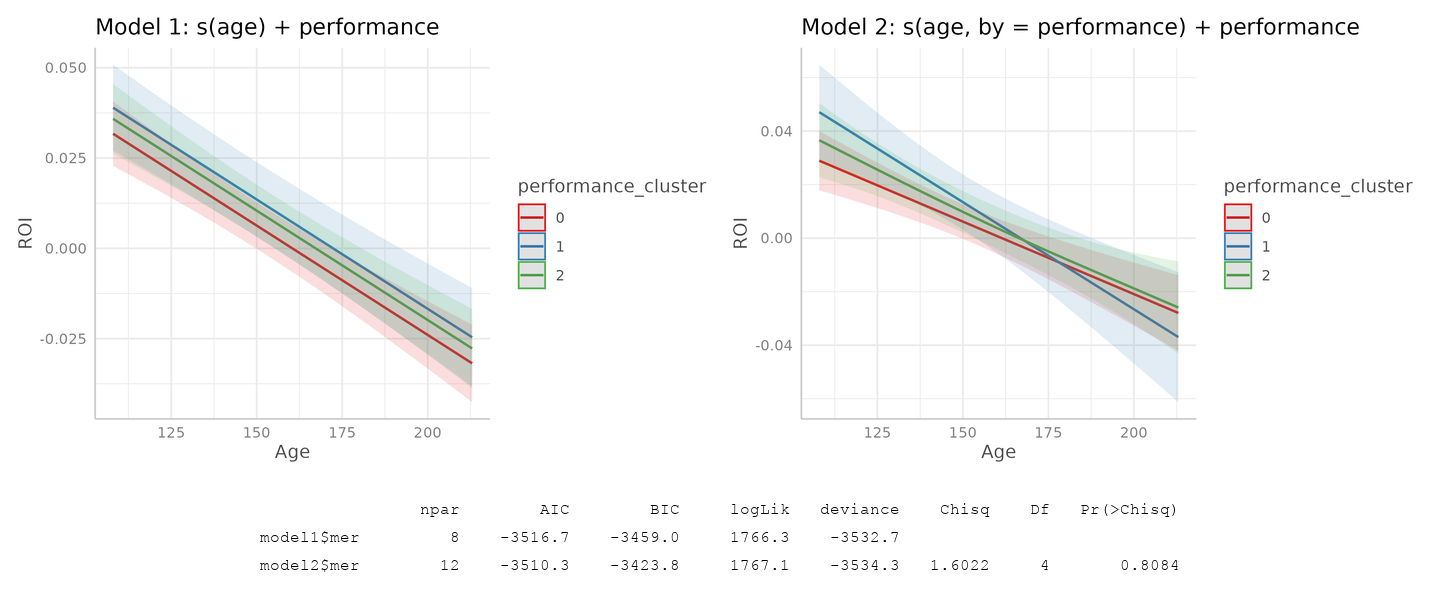 Model 1: s(age) + performance
0.050
0.025
0.000
-0.025
ROI
125 150 175 200
Age
performance_cluster
0
1
2
Model 2: s(age, by = performance) + performance
0.04
0.00
-0.04
ROI
125 150 175 200
Age
performance_cluster
0
1
2
npar AIC BIC logLik deviance Chisq Df Pr(>Chisq)
model1$mer 8 -3516.7 -3459.0 1766.3 -3532.7
model2$mer 12 -3510.3 -3423.8 1767.1 -3534.3 1.6022 4 0.8084